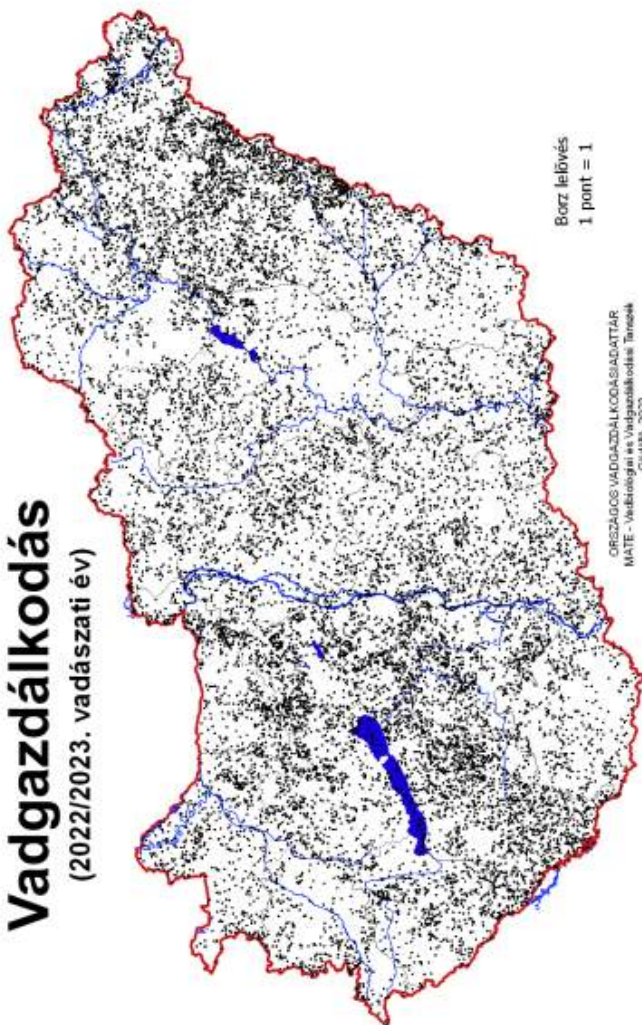 Vadgazdálkodás
(2022/2023. vadászati év)
Borz lelövés
1 pont = 1
ORSZÁGOS VADGAZDÁLKODÁSI ADATTÁR
MATE - Vadbiológiai és Vadgazdálkodási Tanszék